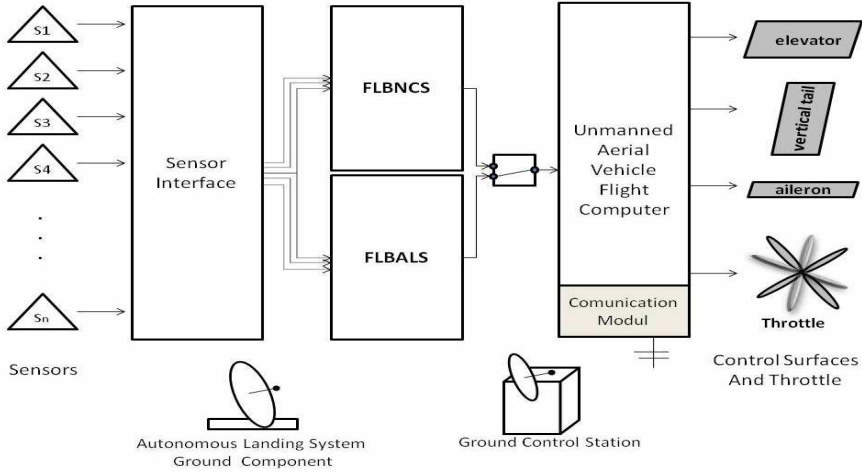 S1
S2
S3
S4
Sn
Sensors
Sensor
Interface
FLBNCS
FLBALS
Unmanned
Aerial
Vehicle
Flight
Computer
Comunication
Modul
elevator
vertical tail
aileron
Throttle
Control Surfaces
And Throttle
Autonomous Landing System
Ground Component
Ground Control Station